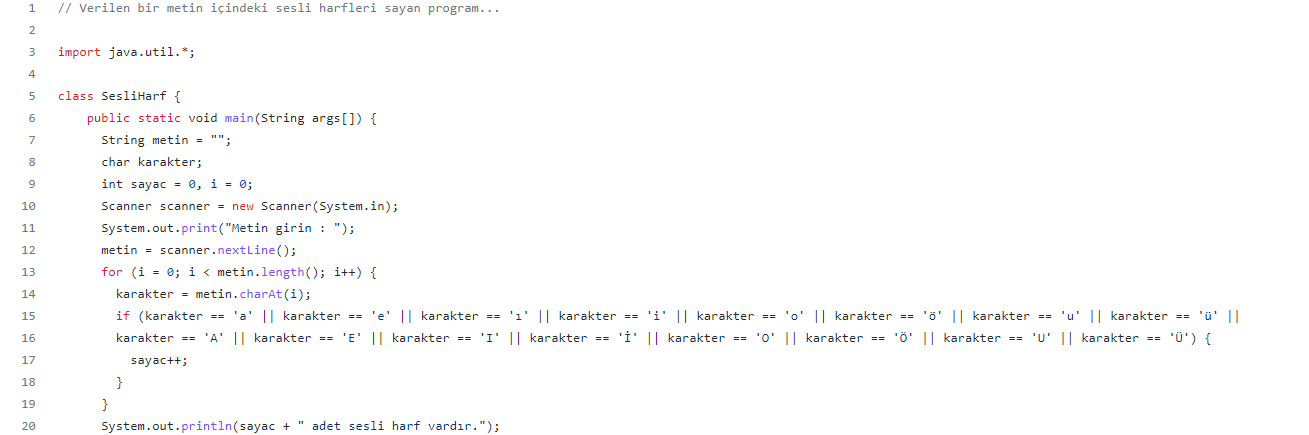 1 // Verilen bir metin içindeki sesli harfleri sayan program...
2
3 import java.util.*;
4
5 class SesliHarf {
6 public static void main(String args[]) {
7 String metin = "";
8 char karakter;
9 int sayac = 0, i = 0;
10 Scanner scanner = new Scanner(System.in);
11 System.out.print("Metin girin : ");
12 metin = scanner.nextLine();
13 for (i = 0; i < metin.length(); i++) {
14 karakter = metin.charAt(i);
15 if (karakter == 'a' || karakter == 'e' || karakter == 'ı' || karakter == 'i' || karakter == 'o' || karakter == 'ö' || karakter == 'u' || karakter == 'ü' ||
16 karakter == 'A' || karakter == 'E' || karakter == 'I' || karakter == 'İ' || karakter == 'O' || karakter == 'Ö' || karakter == 'U' || karakter == 'Ü') {
17 sayac++;
18 }
19 }
20 System.out.println(sayac + " adet sesli harf vardır.");